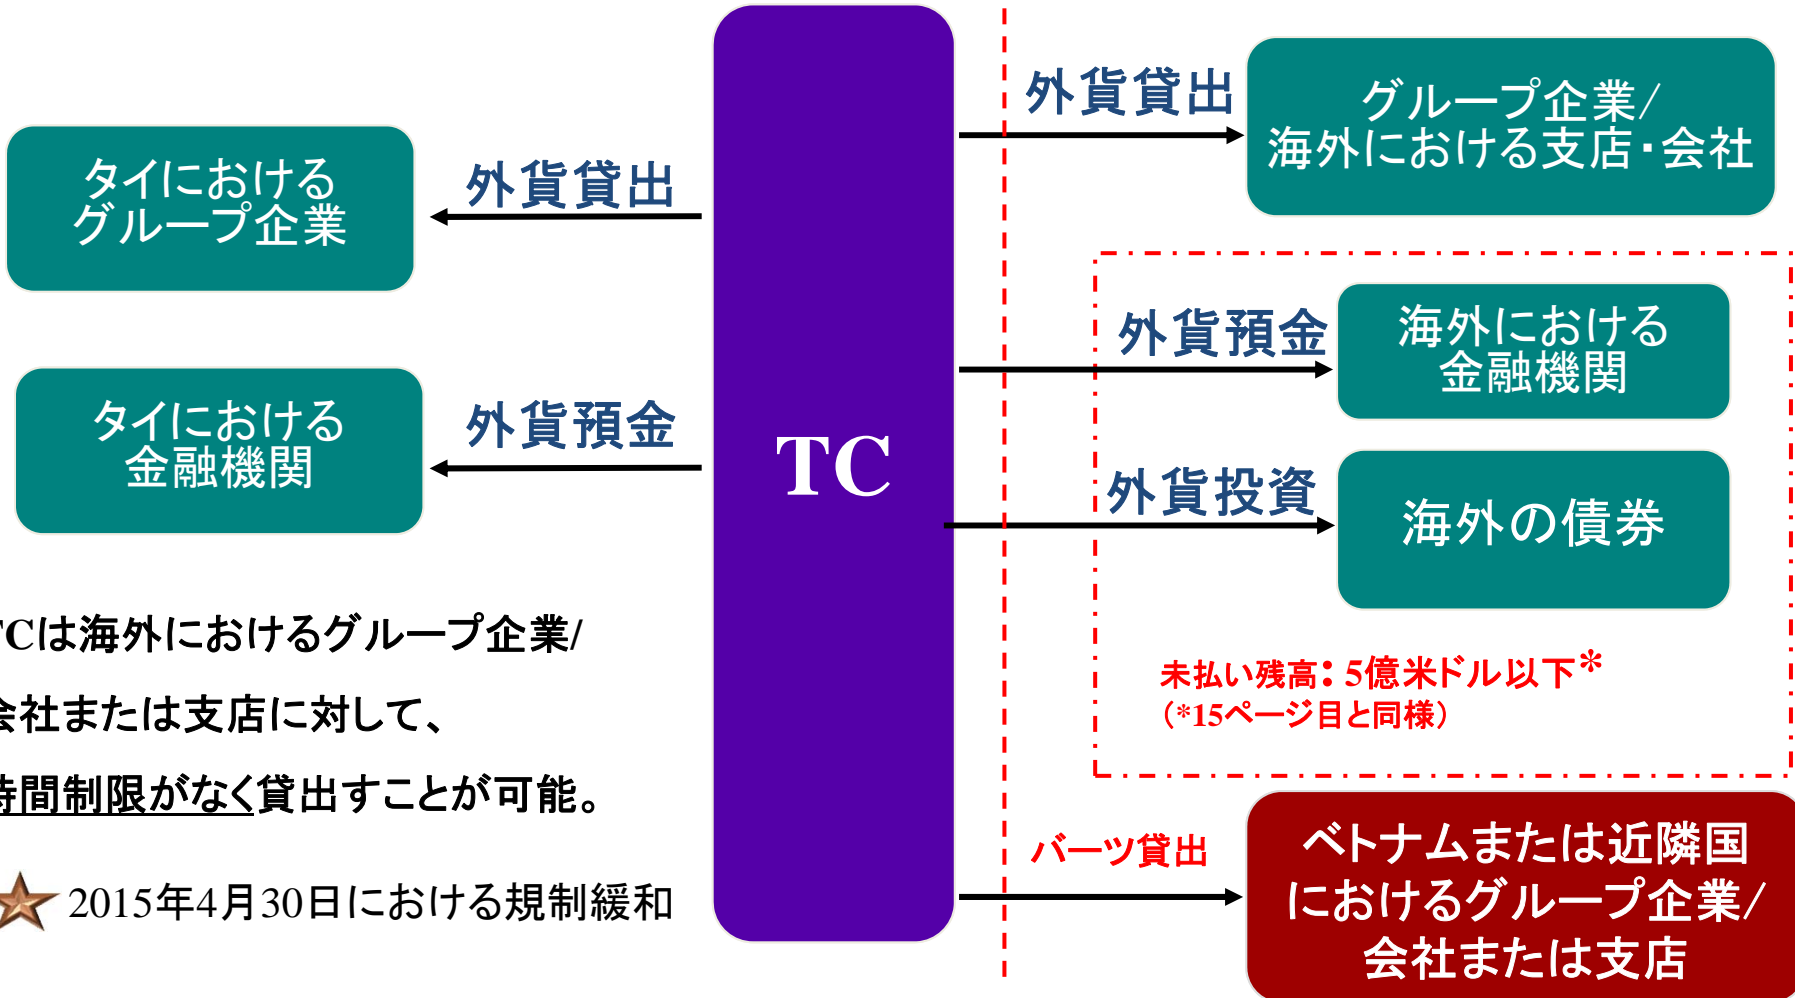 タイにおける
グループ企業
外貨貸出
タイにおける
金融機関
外貨預金
TC
外貨貸出
グループ企業/
海外における支店・会社
外貨預金
海外における
金融機関
外貨投資
海外の債券
未払い残高：5億米ドル以下*
（*15ページ目と同様）
バーツ貸出
ベトナムまたは近隣国
におけるグループ企業/
会社または支店
TCは海外におけるグループ企業/
会社または支店に対して、
時間制限がなく貸出すことが可能。
2015年4月30日における規制緩和